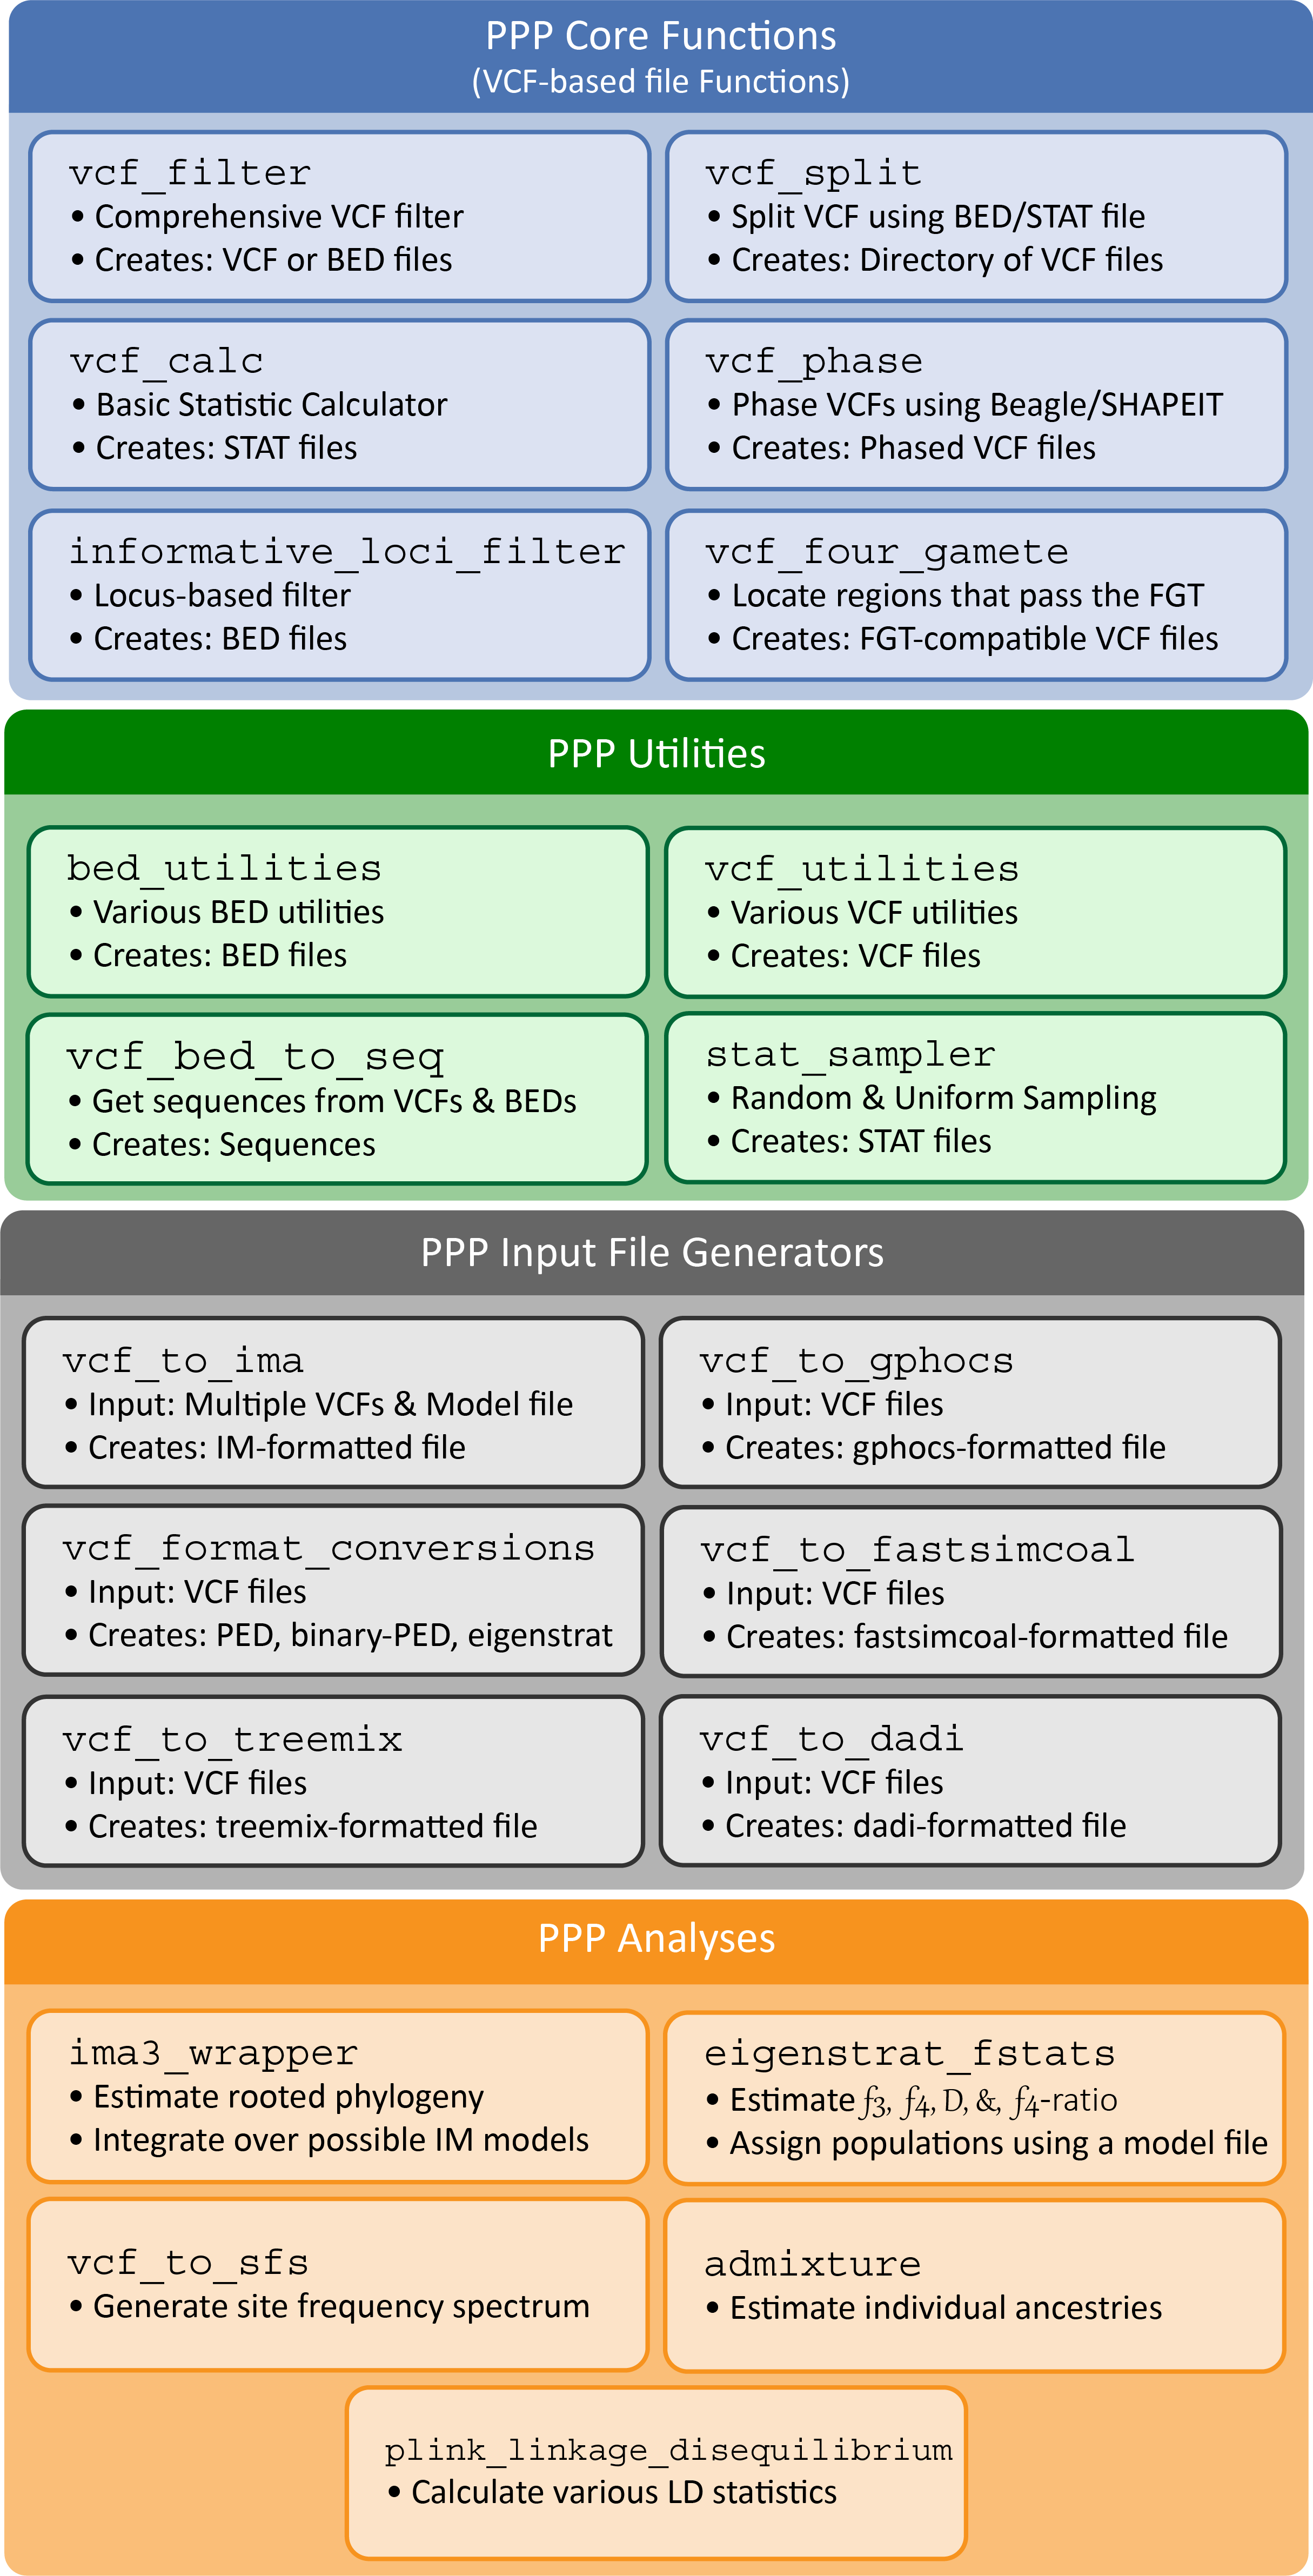 PPP Core Functions
(VCF-based file Functions)
vcf_filter
• Comprehensive VCF filter
• Creates: VCF or BED files
vcf_split
• Split VCF using BED/STAT file
• Creates: Directory of VCF files
vcf_calc
• Basic Statistic Calculator
• Creates: STAT files
vcf_phase
• Phase VCFs using Beagle/SHAPEIT
• Creates: Phased VCF files
informative_loci_filter
• Locus-based filter
• Creates: BED files
vcf_four_gamete
• Locate regions that pass the FGT
• Creates: FGT-compatible VCF files
PPP Utilities
bed_utilities
• Various BED utilities
• Creates: BED files
vcf_utilities
• Various VCF utilities
• Creates: VCF files
vcf_bed_to_seq
• Get sequences from VCFs & BEDs
• Creates: Sequences
stat_sampler
• Random & Uniform Sampling
• Creates: STAT files
PPP Input File Generators
vcf_to_ima
• Input: Multiple VCFs & Model file
• Creates: IM-formatted file
vcf_to_gphocs
• Input: VCF files
• Creates: gphocs-formatted file
vcf_format_conversions
• Input: VCF files
• Creates: PED, binary-PED, eigenstrat
vcf_to_fastsimcoal
• Input: VCF files
• Creates: fastsimcoal-formatted file
vcf_to_treemix
• Input: VCF files
• Creates: treemix-formatted file
vcf_to_dadi
• Input: VCF files
• Creates: dadi-formatted file
PPP Analyses
ima3_wrapper
• Estimate rooted phylogeny
• Integrate over possible IM models
eigenstrat_fstats
• Estimate f3, f4, D, &, f4-ratio
• Assign populations using a model file
vcf_to_sfs
• Generate site frequency spectrum
admixture
• Estimate individual ancestries
plink_linkage_disequilibrium
• Calculate various LD statistics